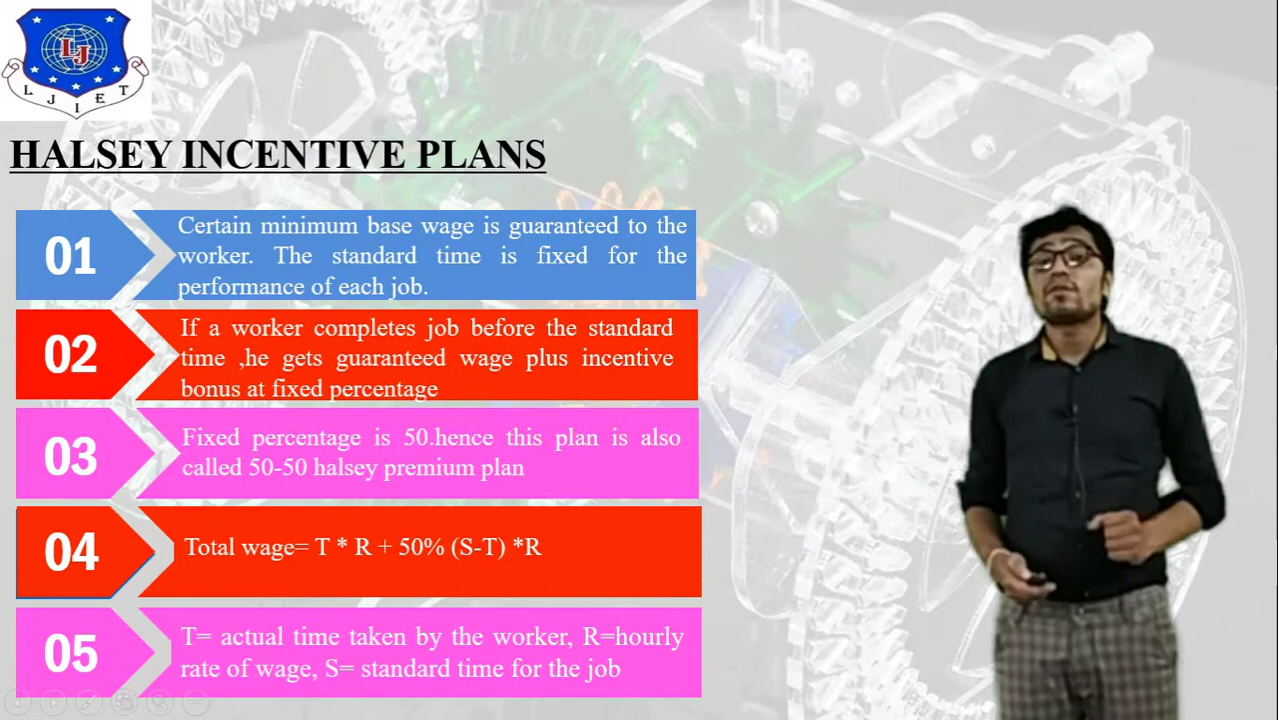 LJ
LJIET
HALSEY INCENTIVE PLANS
01
Certain minimum base wage is guaranteed to the
worker. The standard time is fixed for the
performance of each job.
02
If a worker completes job before the standard
time ,he gets guaranteed wage plus incentive
bonus at fixed percentage
03
Fixed percentage is 50.hence this plan is also
called 50-50 halsey premium plan
04
Total wage= T * R + 50% (S-T) *R
05
T= actual time taken by the worker, R=hourly
rate of wage, S= standard time for the job